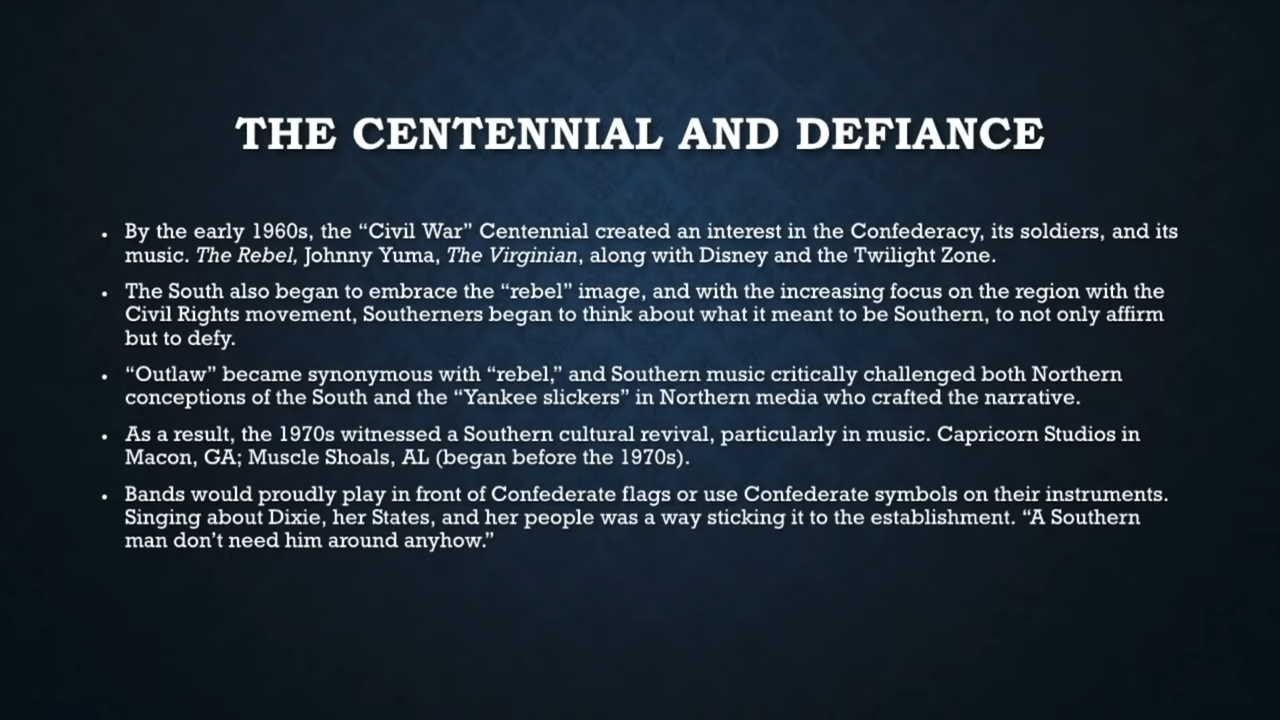 THE CENTENNIAL AND DEFIANCE
• By the early 1960s, the “Civil War” Centennial created an interest in the Confederacy, its soldiers, and its
music. The Rebel, Johnny Yuma, The Virginian, along with Disney and the Twilight Zone.
• The South also began to embrace the “rebel” image, and with the increasing focus on the region with the
Civil Rights movement, Southerners began to think about what it meant to be Southern, to not only affirm
but to defy.
• “Outlaw” became synonymous with “rebel,” and Southern music critically challenged both Northern
conceptions of the South and the “Yankee slickers” in Northern media who crafted the narrative.
• As a result, the 1970s witnessed a Southern cultural revival, particularly in music. Capricorn Studios in
Macon, GA; Muscle Shoals, AL (began before the 1970s).
• Bands would proudly play in front of Confederate flags or use Confederate symbols on their instruments.
Singing about Dixie, her States, and her people was a way sticking it to the establishment. “A Southern
man don’t need him around anyhow.”